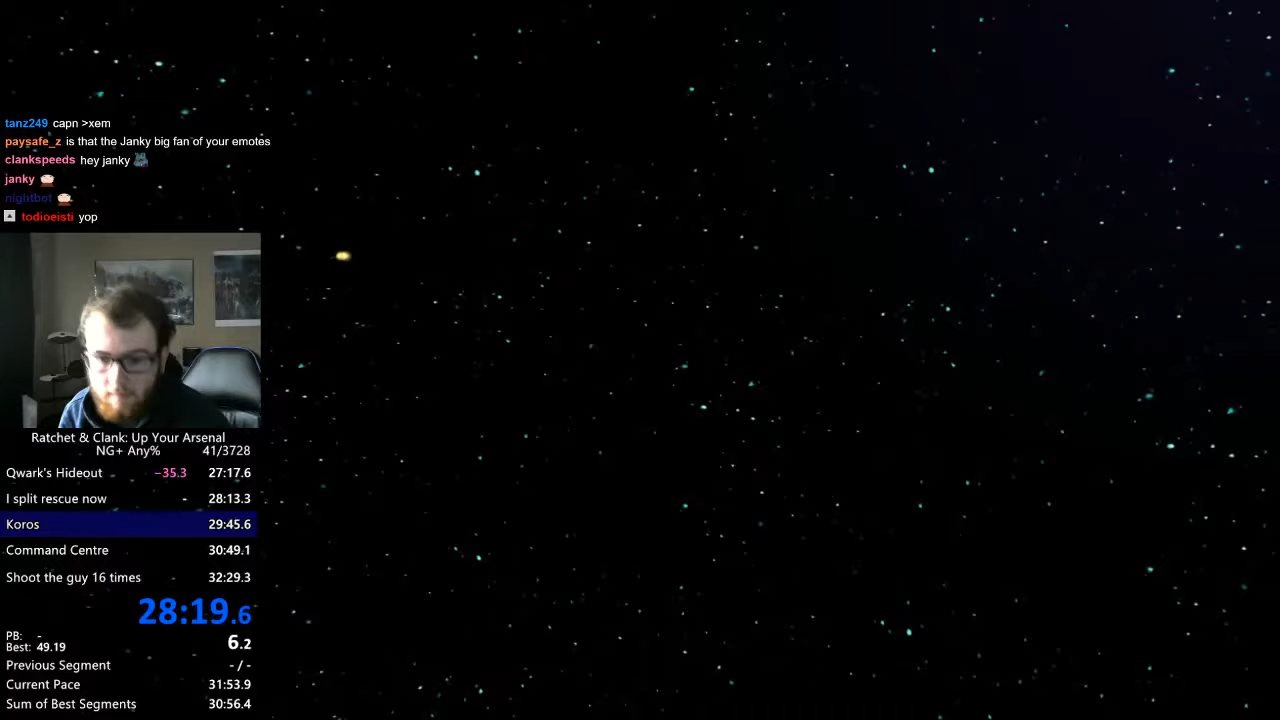 tanz249 capn >xem
paysafe_z is that the Janky big fan of your emotes
clankspeeds hey janky
janky
nightbot
todioeisti yop
Ratchet & Clank: Up Your Arsenal
NG+ Any% 41/3728
Qwark's Hideout −35.3 27:17.6
I split rescue now - 28:13.3
Koros 29:45.6
Command Centre 30:49.1
Shoot the guy 16 times 32:29.3
28:19.6
PB: -
Best: 49.19 6.2
Previous Segment - / -
Current Pace 31:53.9
Sum of Best Segments 30:56.4